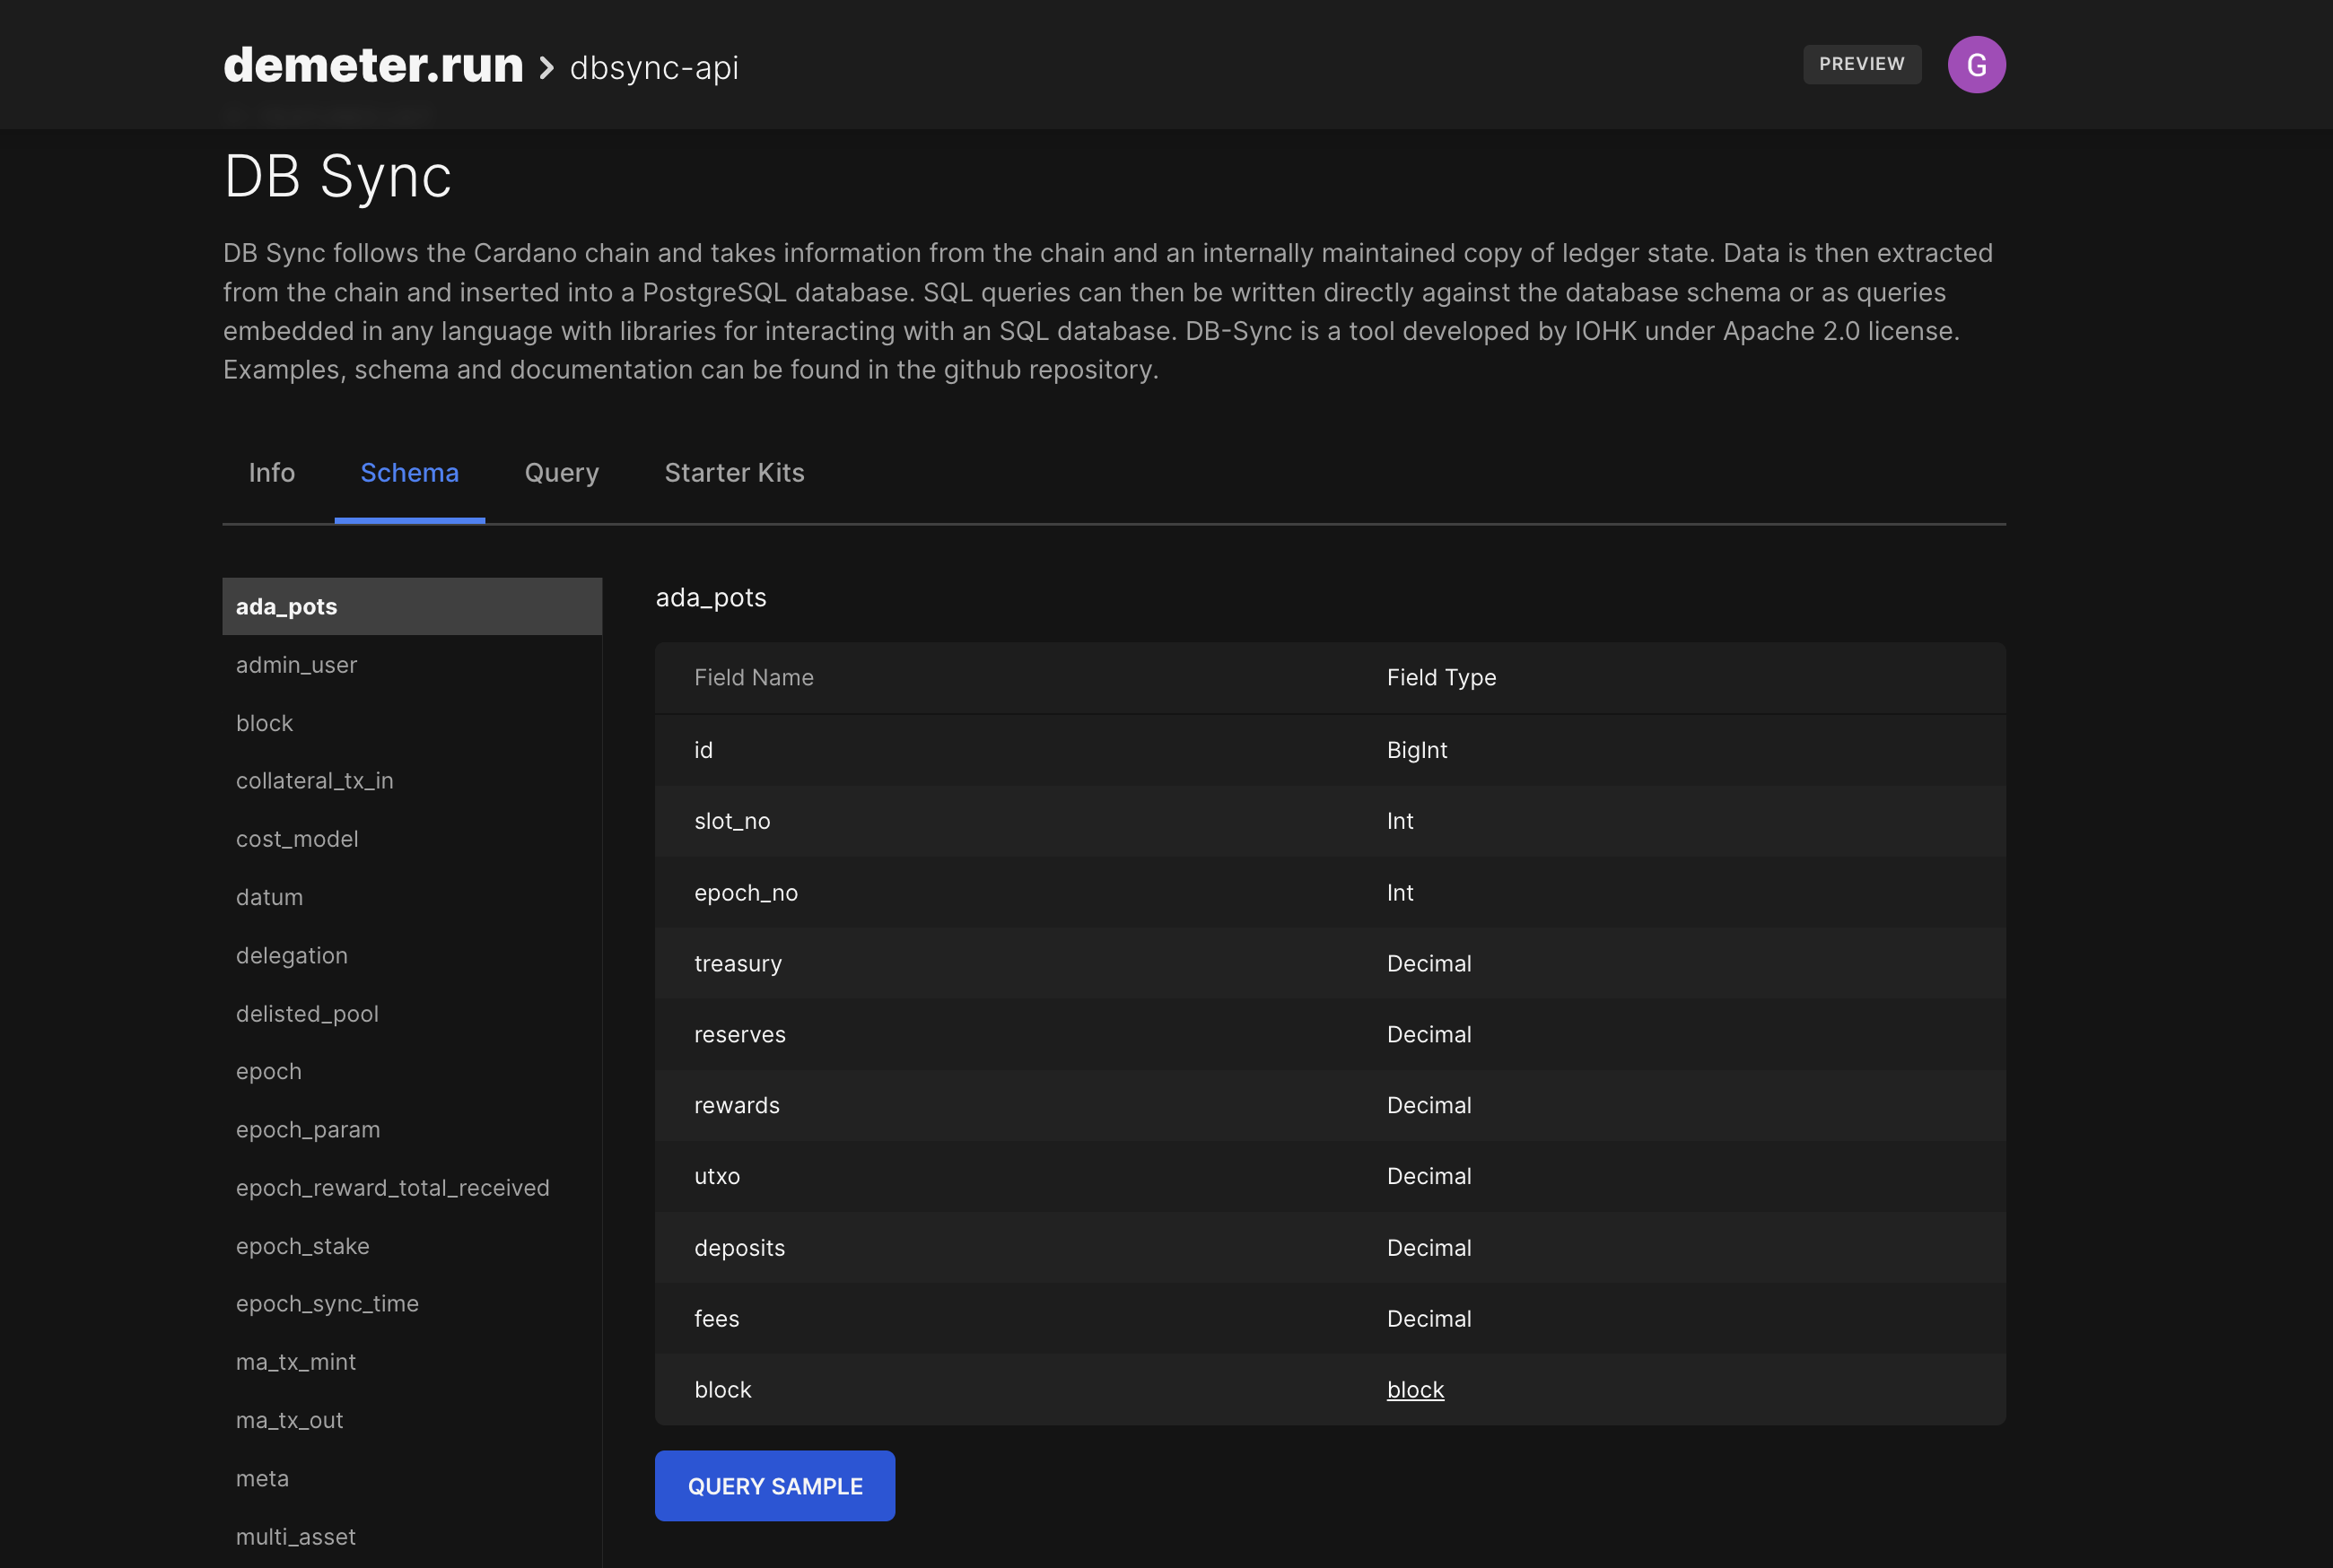 demeter.run > dbsync-api
PREVIEW
G
DB Sync
DB Sync follows the Cardano chain and takes information from the chain and an internally maintained copy of ledger state. Data is then extracted
from the chain and inserted into a PostgreSQL database. SQL queries can then be written directly against the database schema or as queries
embedded in any language with libraries for interacting with an SQL database. DB-Sync is a tool developed by IOHK under Apache 2.0 license.
Examples, schema and documentation can be found in the github repository.
Info Schema Query Starter Kits
ada_pots
admin_user
block
collateral_tx_in
cost_model
datum
delegation
delisted_pool
epoch
epoch_param
epoch_reward_total_received
epoch_stake
epoch_sync_time
ma_tx_mint
ma_tx_out
meta
multi_asset
ada_pots
Field Name Field Type
id BigInt
slot_no Int
epoch_no Int
treasury Decimal
reserves Decimal
rewards Decimal
utxo Decimal
deposits Decimal
fees Decimal
block block
QUERY SAMPLE